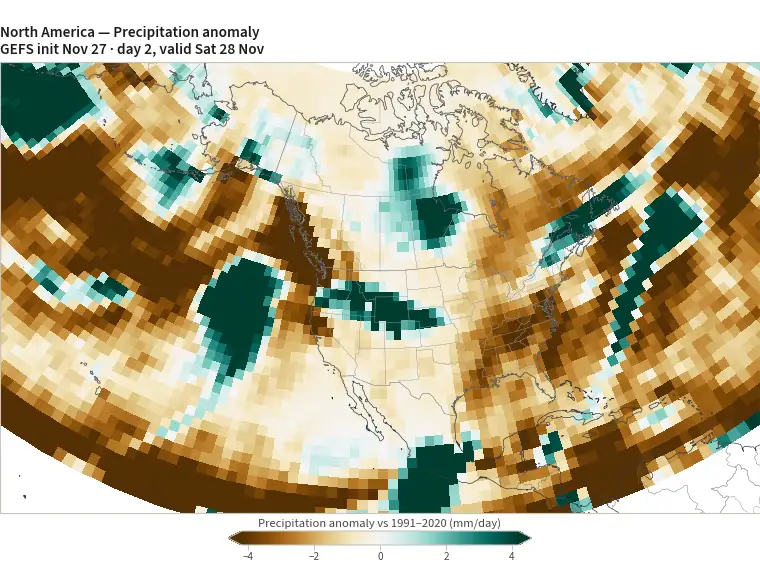 North America — Precipitation anomaly
GEFS init Nov 27 · day 2, valid Sat 28 Nov
Precipitation anomaly vs 1991–2020 (mm/day)
−4 −2 0 2 4